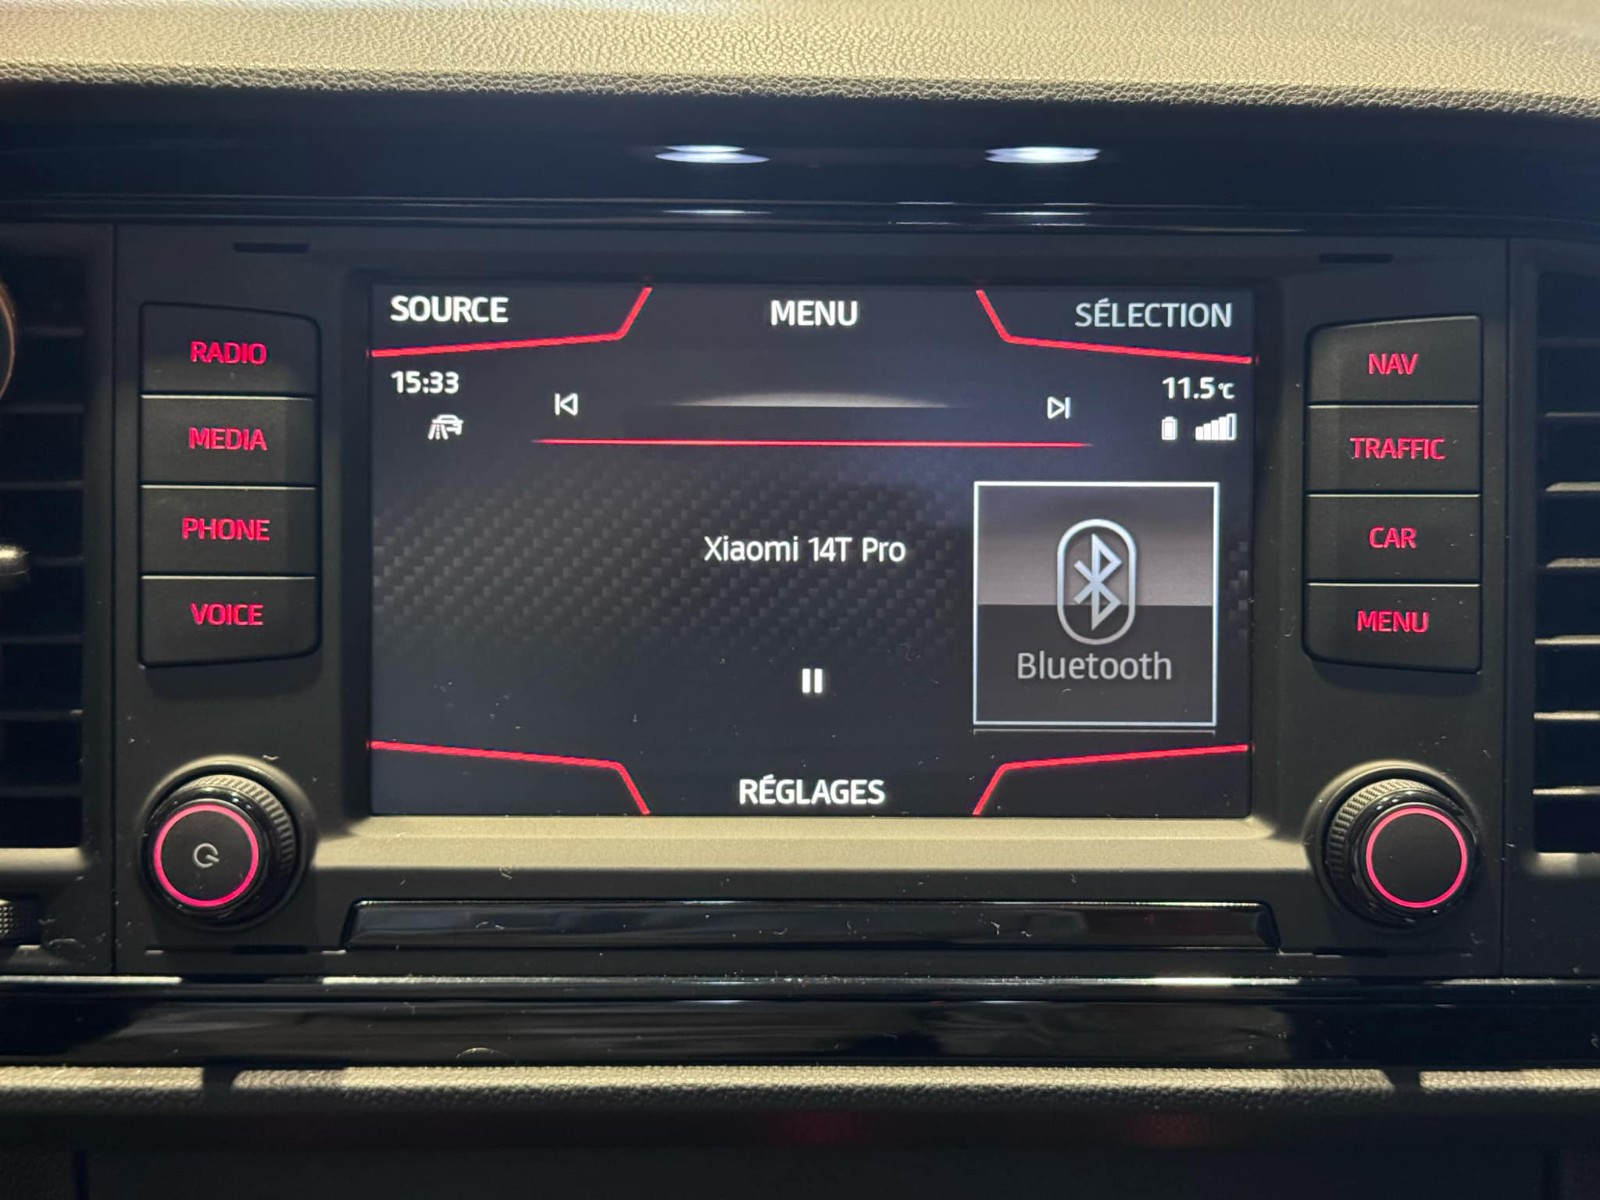 SOURCE
MENU
SÉLECTION
15:33
11.5°C
Xiaomi 14T Pro
Bluetooth
RÉGLAGES
RADIO
MEDIA
PHONE
VOICE
NAV
TRAFFIC
CAR
MENU